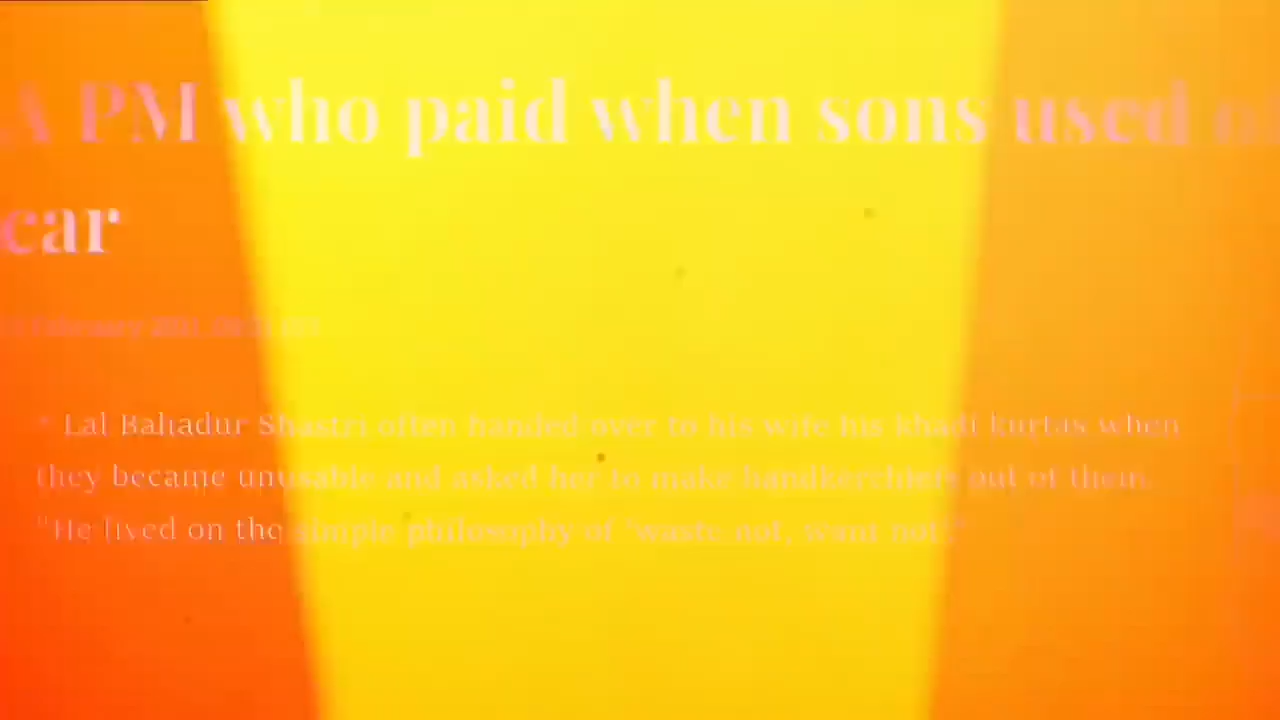 A PM who paid when sons used
car
* Lal Bahadur Shastri often handed over to his wife his khadi kurtas when
they became unusable and asked her to make handkerchiefs out of them.
"He lived on the simple philosophy of 'waste not, want not'."